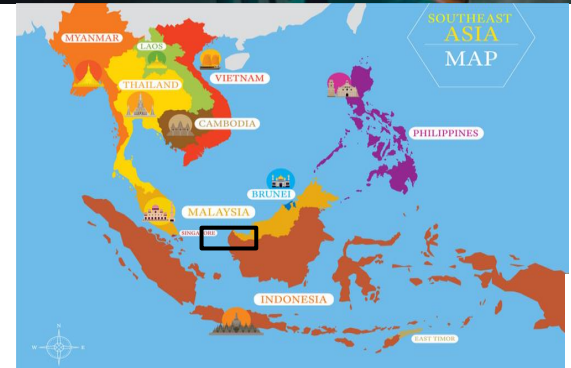 SOUTHEAST
ASIA
MAP
MYANMAR
LAOS
VIETNAM
THAILAND
CAMBODIA
PHILIPPINES
BRUNEI
MALAYSIA
SINGAPORE
INDONESIA
EAST TIMOR
N
W
E
S